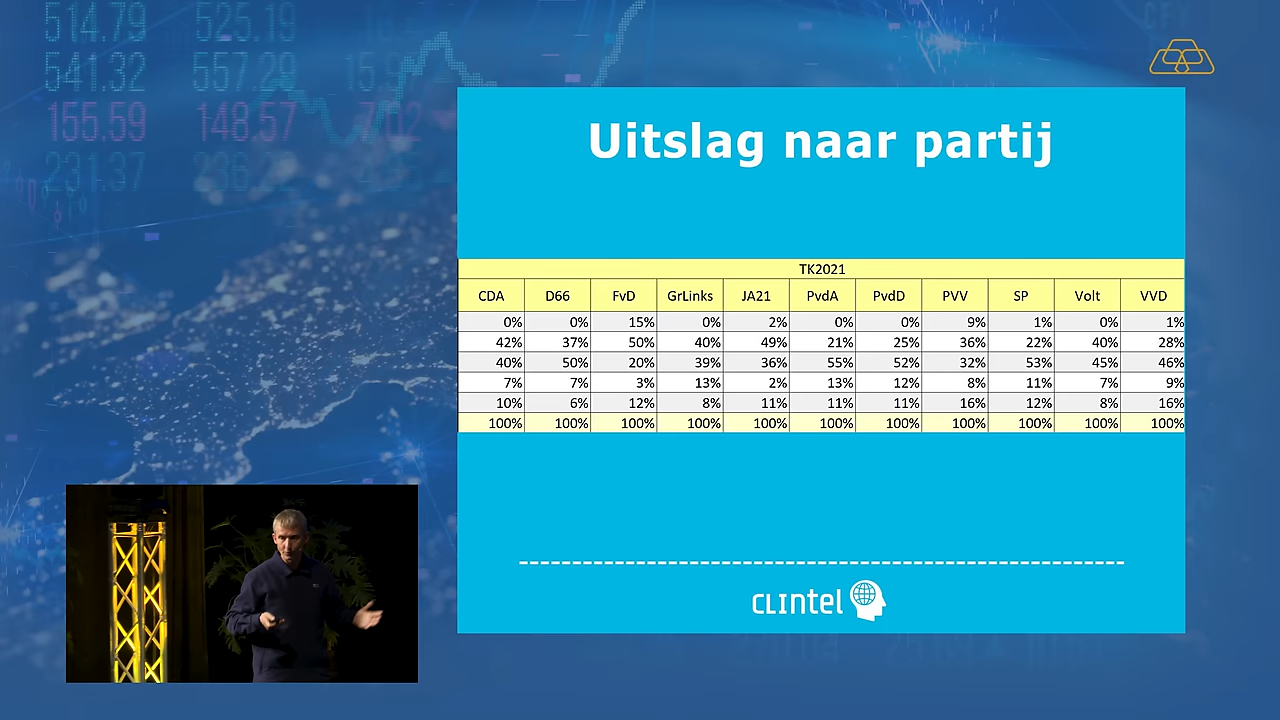 514.79 525.19
541.32 557.29 15.9
155.59 148.57 7.02
231.37
Uitslag naar partij
TK2021
CDA D66 FvD GrLinks JA21 PvdA PvdD PVV SP Volt VVD
0% 0% 15% 0% 2% 0% 0% 9% 1% 0% 1%
42% 37% 50% 40% 49% 21% 25% 36% 22% 40% 28%
40% 50% 20% 39% 36% 55% 52% 32% 53% 45% 46%
7% 7% 3% 13% 2% 13% 12% 8% 11% 7% 9%
10% 6% 12% 8% 11% 11% 11% 16% 12% 8% 16%
100% 100% 100% 100% 100% 100% 100% 100% 100% 100% 100%
CLINtel